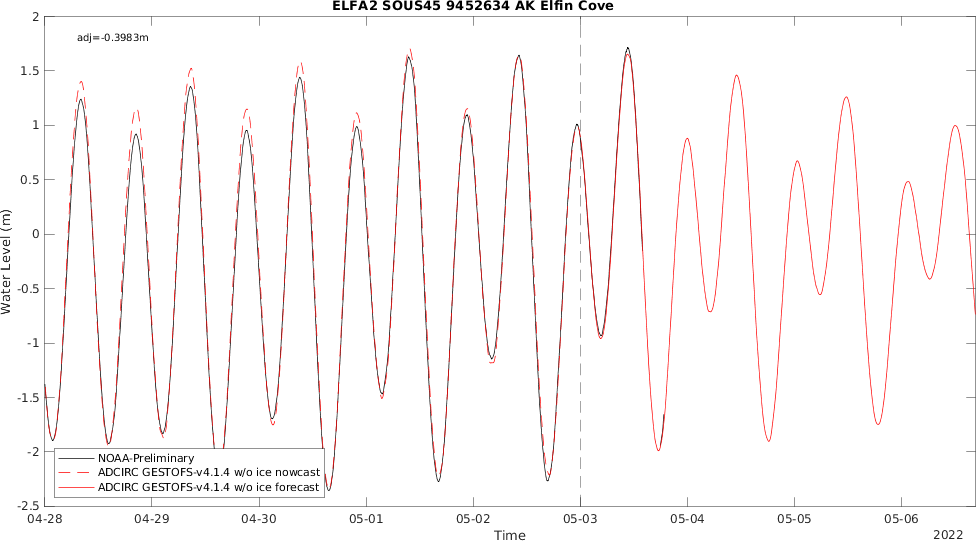 ELFA2 SOUS45 9452634 AK Elfin Cove
adj=-0.3983m
2
1.5
1
0.5
0
-0.5
-1
-1.5
-2
-2.5
Water Level (m)
NOAA-Preliminary
ADCIRC GESTOFS-v4.1.4 w/o ice nowcast
ADCIRC GESTOFS-v4.1.4 w/o ice forecast
04-28 04-29 04-30 05-01 05-02 05-03 05-04 05-05 05-06
Time
2022